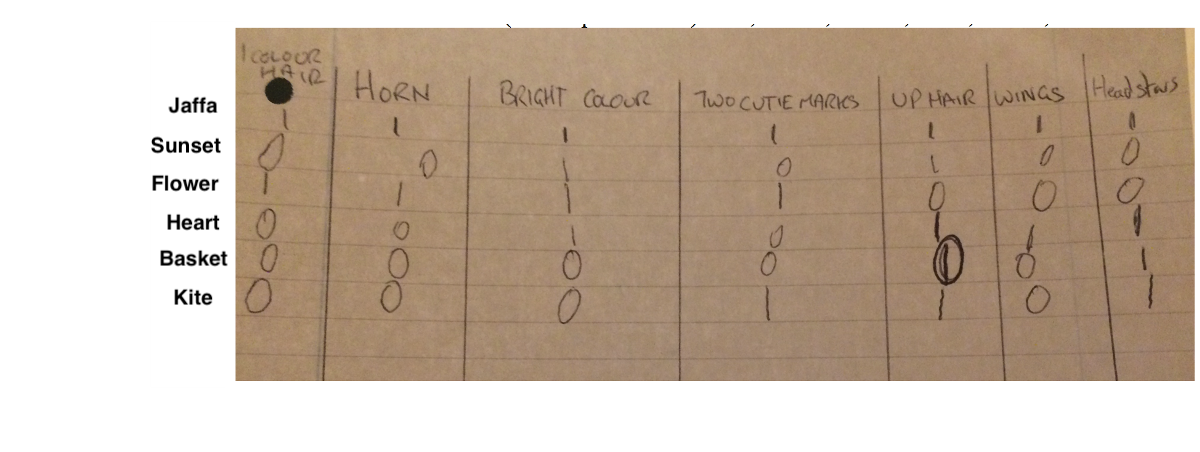 1 COLOUR HAIR HORN BRIGHT COLOUR TWO CUTIE MARKS UP HAIR WINGS Head stars
Jaffa 1 1 1 1 1 1 1
Sunset 0 0 1 0 1 0 0
Flower 1 1 1 1 0 0 0
Heart 0 0 1 0 1 1 1
Basket 0 0 0 0 0 1
Kite 0 0 0 1 1 0 1